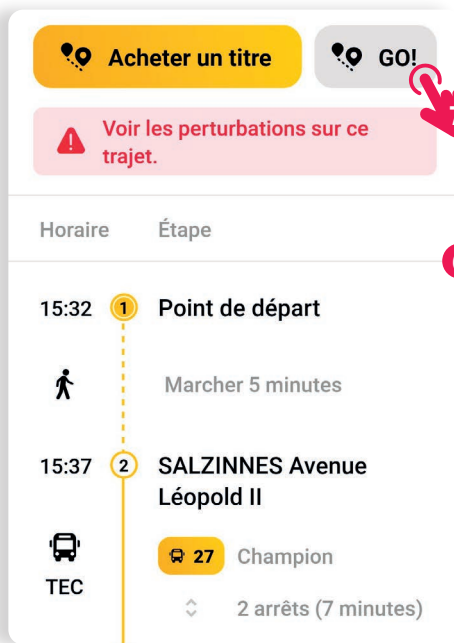 Acheter un titre
GO!
Voir les perturbations sur ce
trajet.
Horaire Étape
15:32 1 Point de départ
Marcher 5 minutes
15:37 2 SALZINNES Avenue
Léopold II
27 Champion
TEC
2 arrêts (7 minutes)